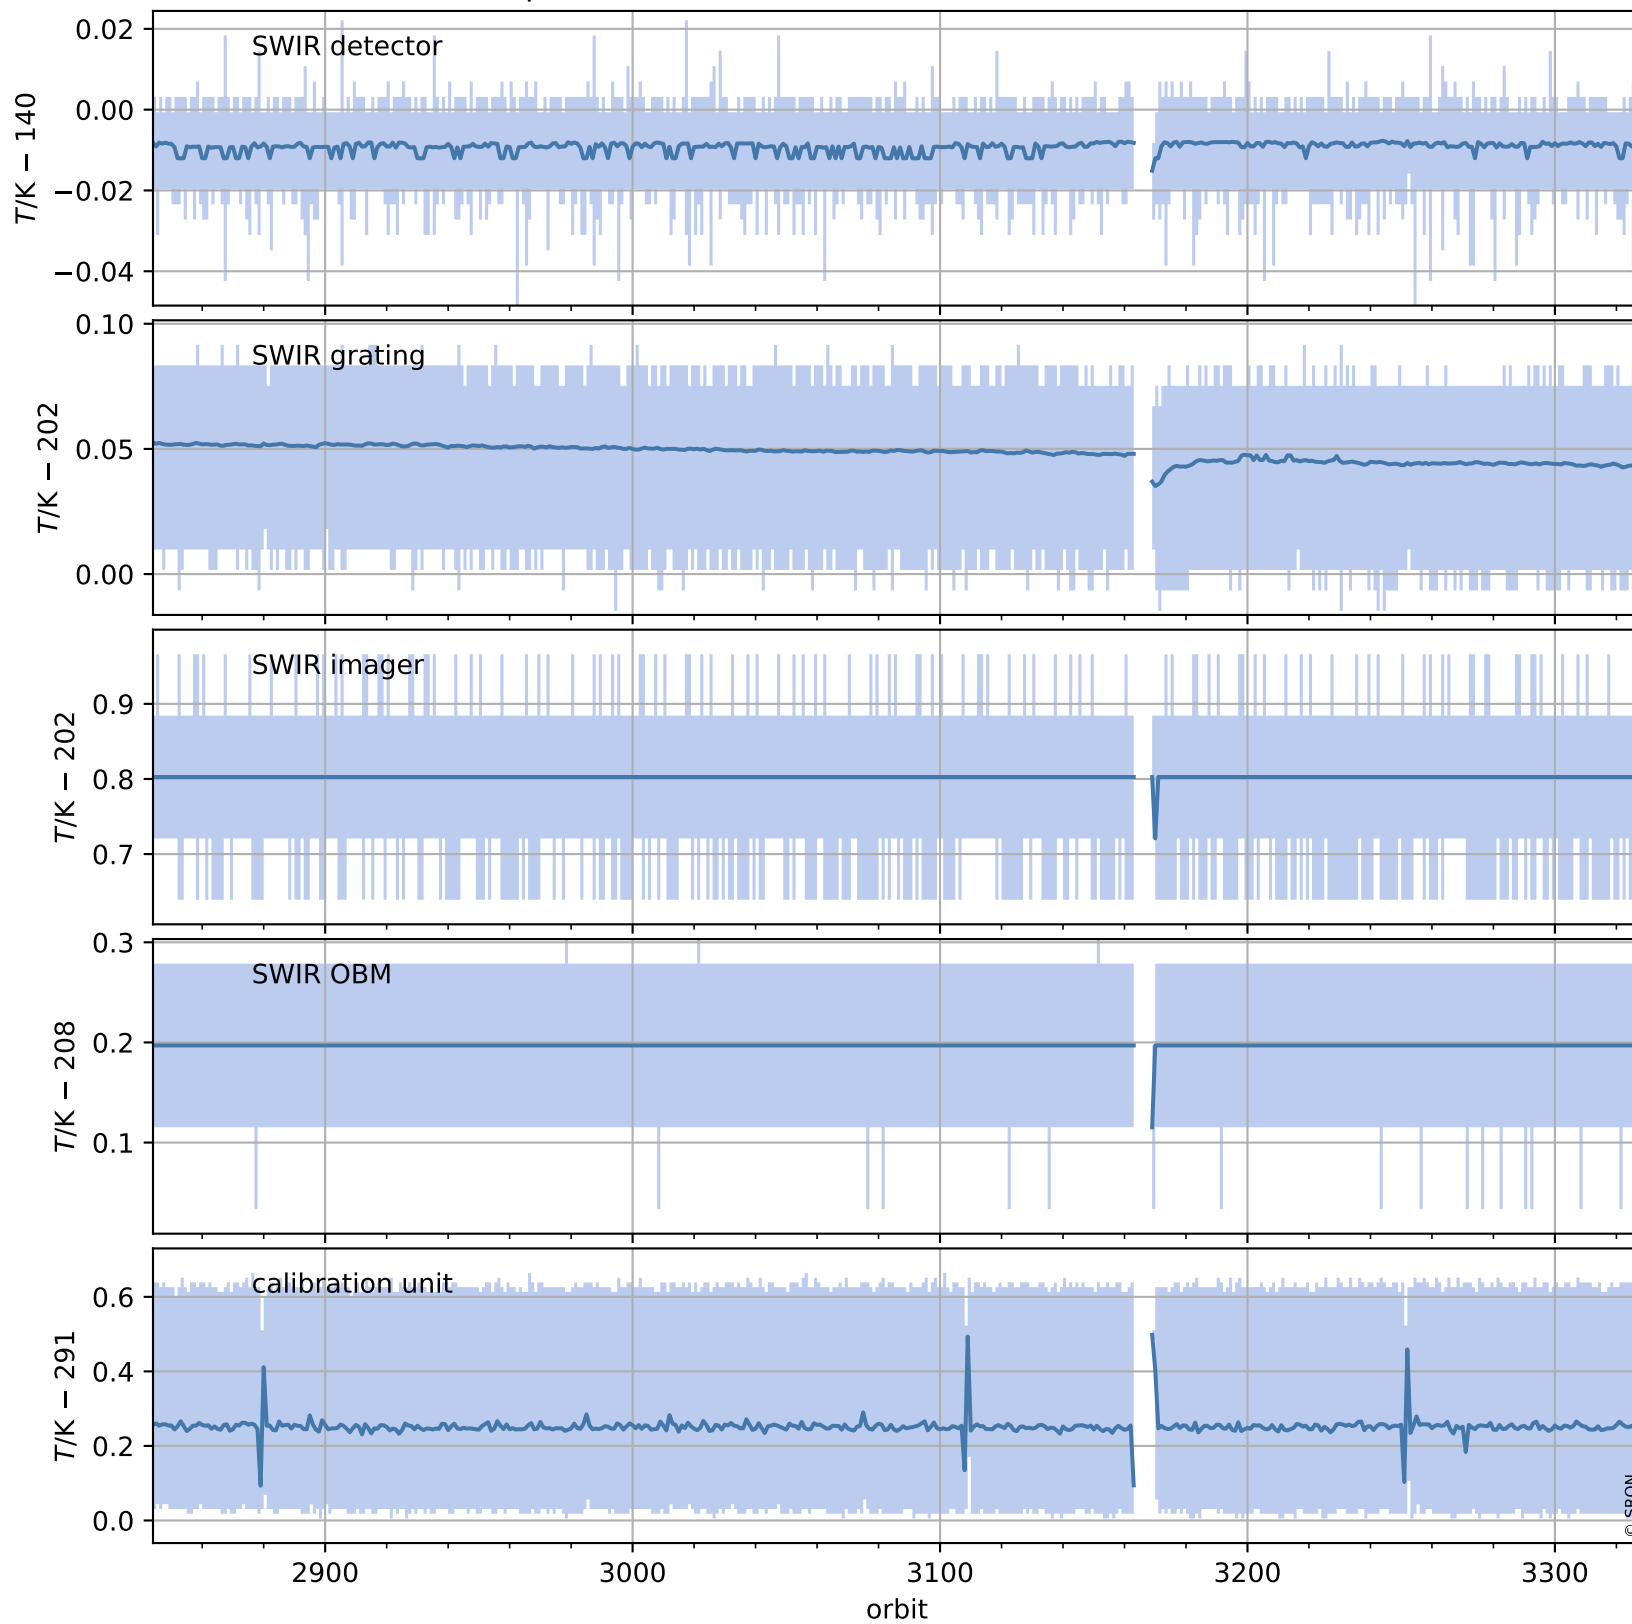 SWIR detector
0.02
0.00
−0.02
−0.04
T/K − 140
SWIR grating
0.10
0.05
0.00
T/K − 202
SWIR imager
0.9
0.8
0.7
T/K − 202
SWIR OBM
0.3
0.2
0.1
T/K − 208
calibration unit
0.6
0.4
0.2
0.0
T/K − 291
© SRON
2900 3000 3100 3200 3300
orbit